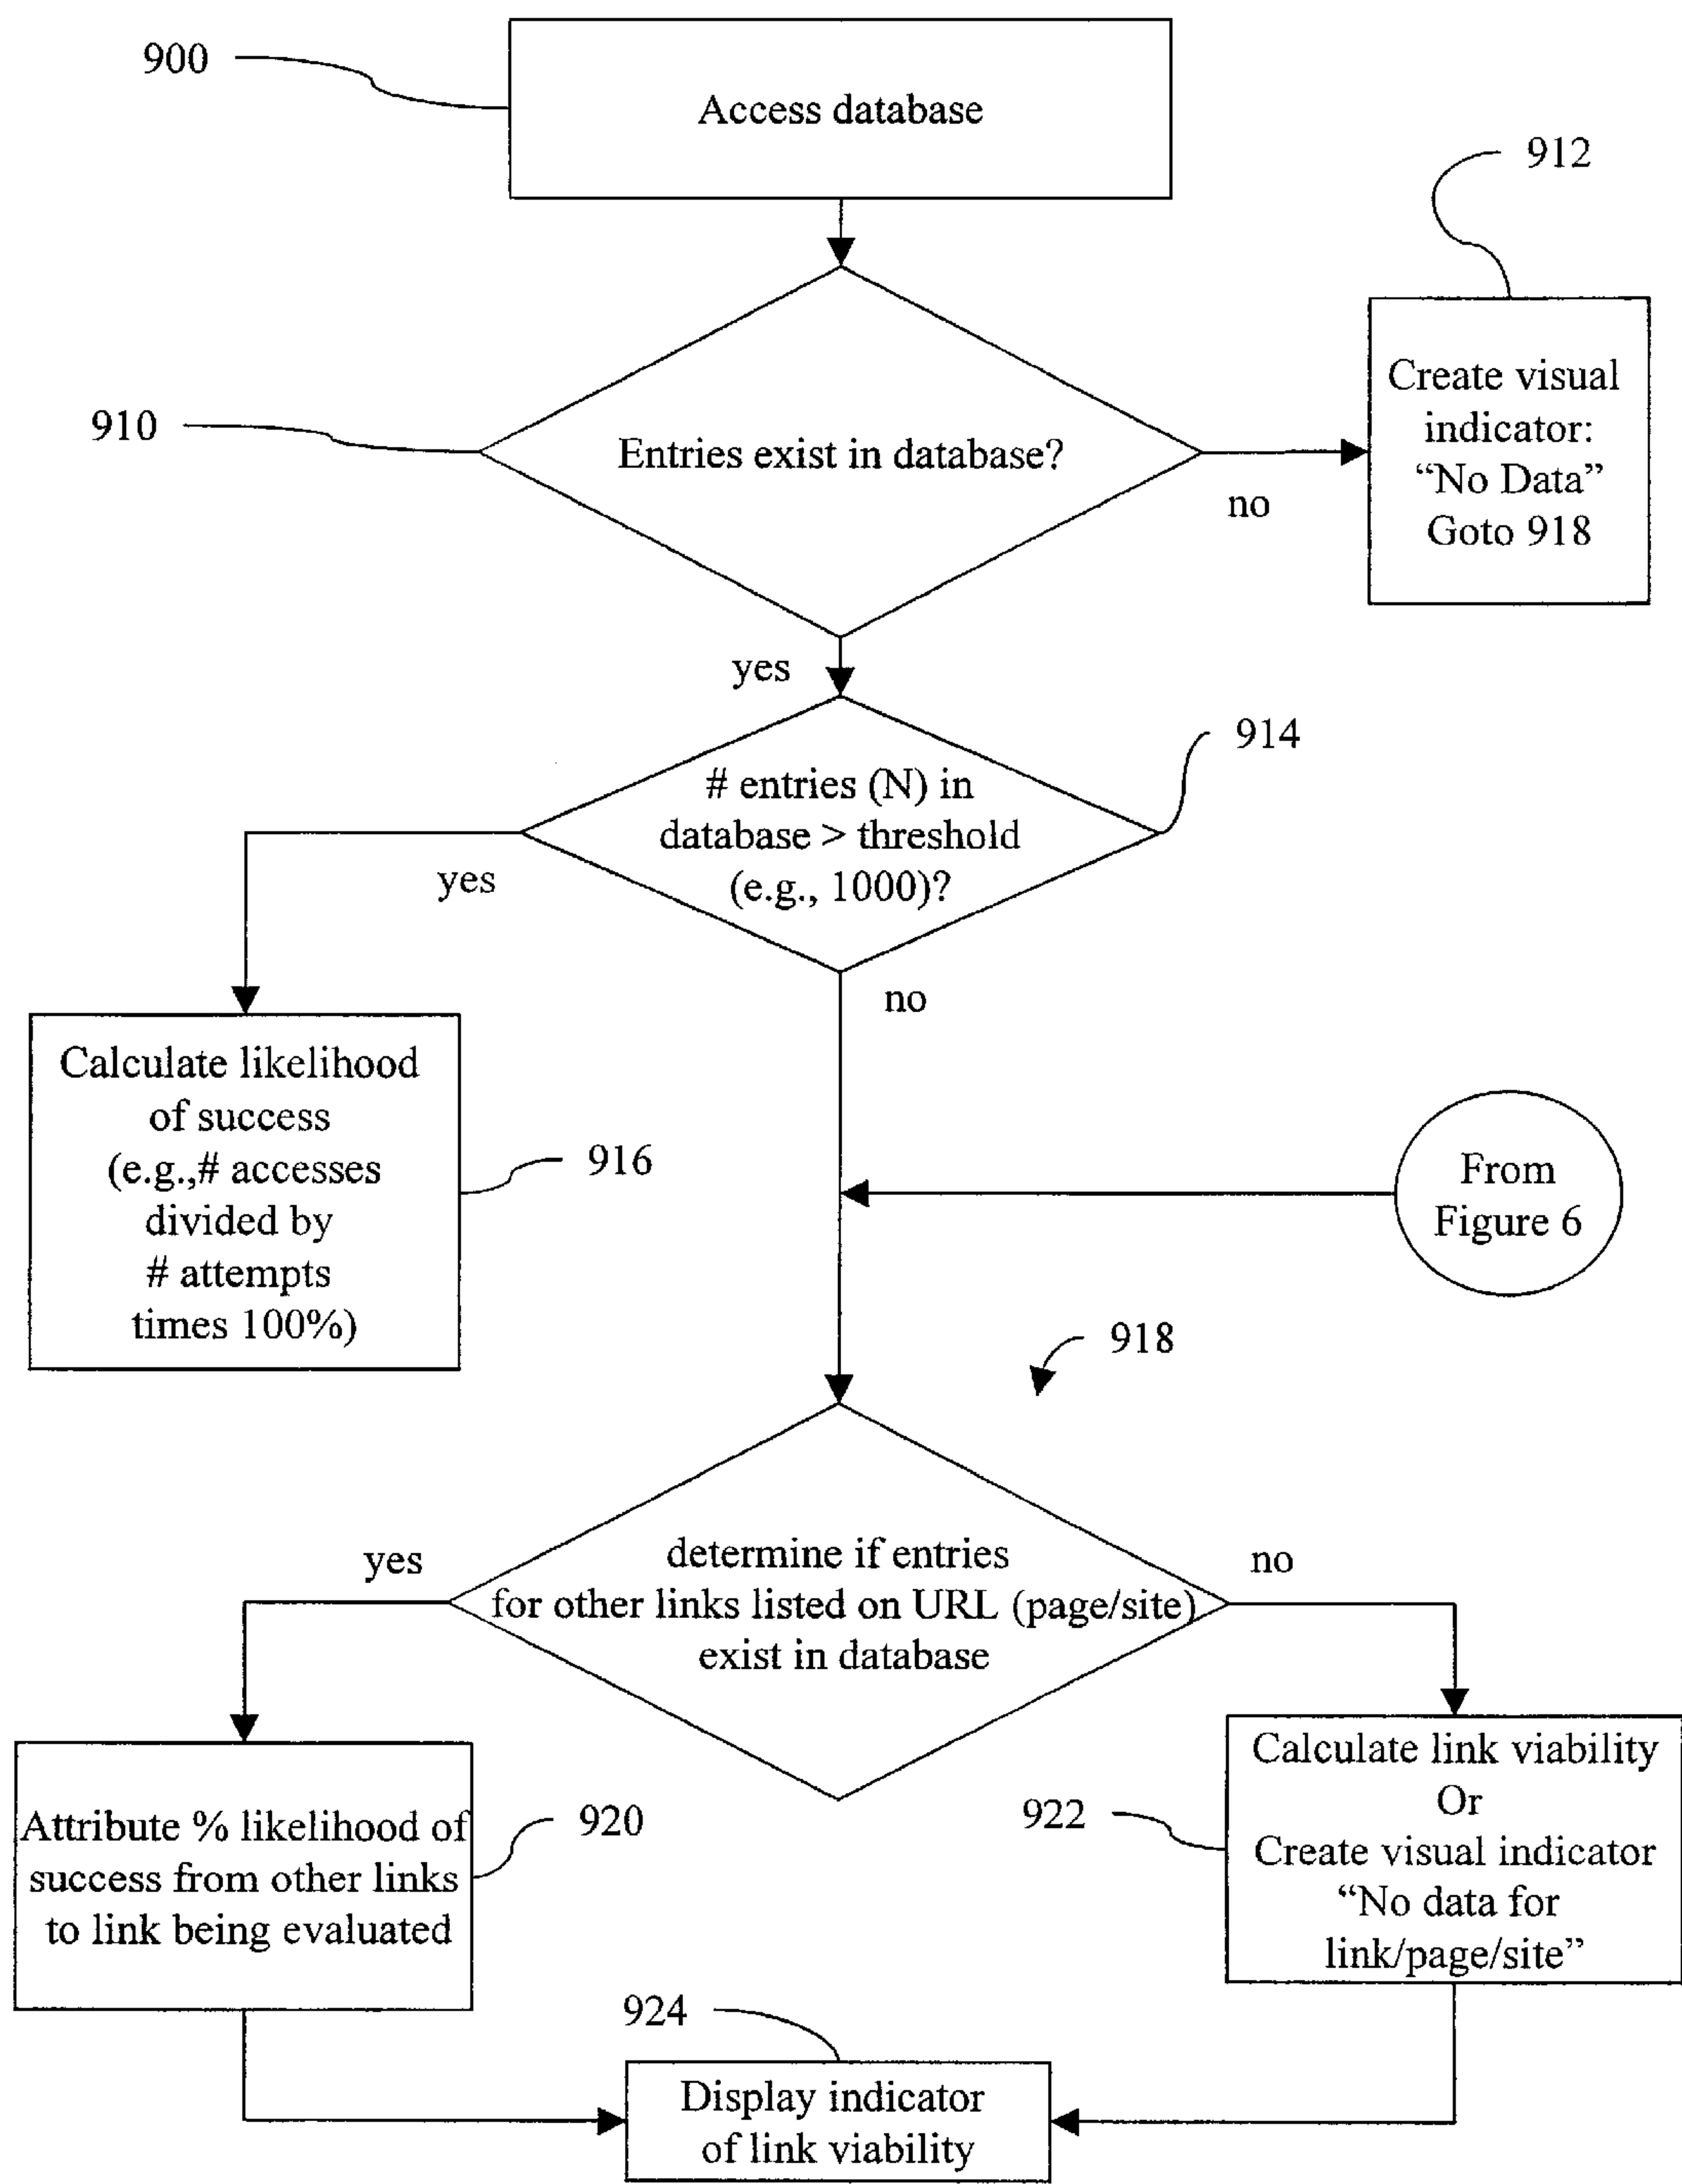 900
Access database
912
Create visual
indicator:
“No Data”
Goto 918
910
Entries exist in database?
no
yes
914
# entries (N) in
database > threshold
(e.g., 1000)?
yes
no
Calculate likelihood
of success
(e.g.,# accesses
divided by
# attempts
times 100%)
916
From
Figure 6
918
determine if entries
for other links listed on URL (page/site)
exist in database
yes
no
Attribute % likelihood of
success from other links
to link being evaluated
920
922
Calculate link viability
Or
Create visual indicator
“No data for
link/page/site”
924
Display indicator
of link viability